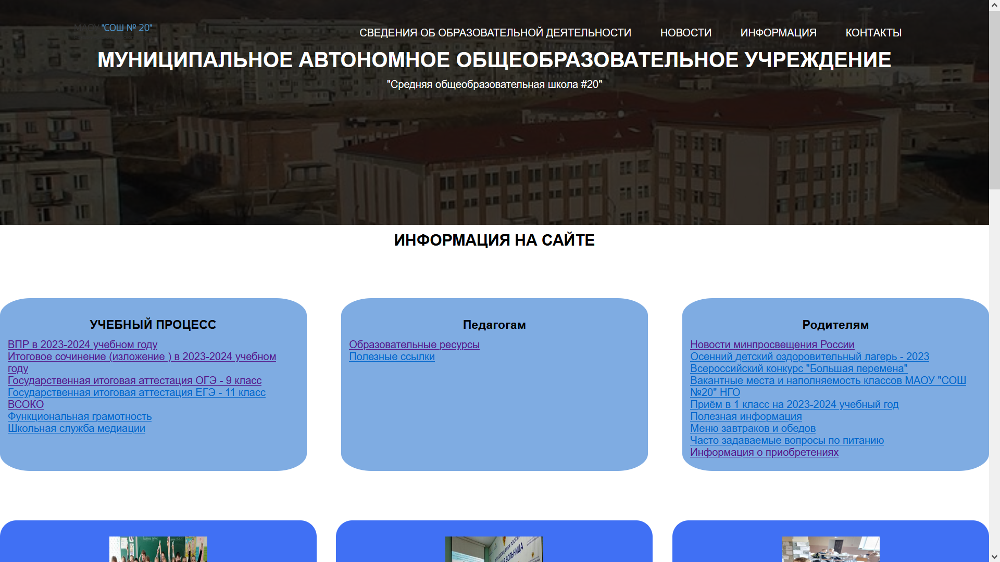 МАОУ "СОШ № 20"
СВЕДЕНИЯ ОБ ОБРАЗОВАТЕЛЬНОЙ ДЕЯТЕЛЬНОСТИ НОВОСТИ ИНФОРМАЦИЯ КОНТАКТЫ
МУНИЦИПАЛЬНОЕ АВТОНОМНОЕ ОБЩЕОБРАЗОВАТЕЛЬНОЕ УЧРЕЖДЕНИЕ
"Средняя общеобразовательная школа #20"
ИНФОРМАЦИЯ НА САЙТЕ
УЧЕБНЫЙ ПРОЦЕСС
ВПР в 2023-2024 учебном году
Итоговое сочинение (изложение ) в 2023-2024 учебном
году
Государственная итоговая аттестация ОГЭ - 9 класс
Государственная итоговая аттестация ЕГЭ - 11 класс
ВСОКО
Функциональная грамотность
Школьная служба медиации
Педагогам
Образовательные ресурсы
Полезные ссылки
Родителям
Новости минпросвещения России
Осенний детский оздоровительный лагерь - 2023
Всероссийский конкурс "Большая перемена"
Вакантные места и наполняемость классов МАОУ "СОШ
№20" НГО
Приём в 1 класс на 2023-2024 учебный год
Полезная информация
Меню завтраков и обедов
Часто задаваемые вопросы по питанию
Информация о приобретениях